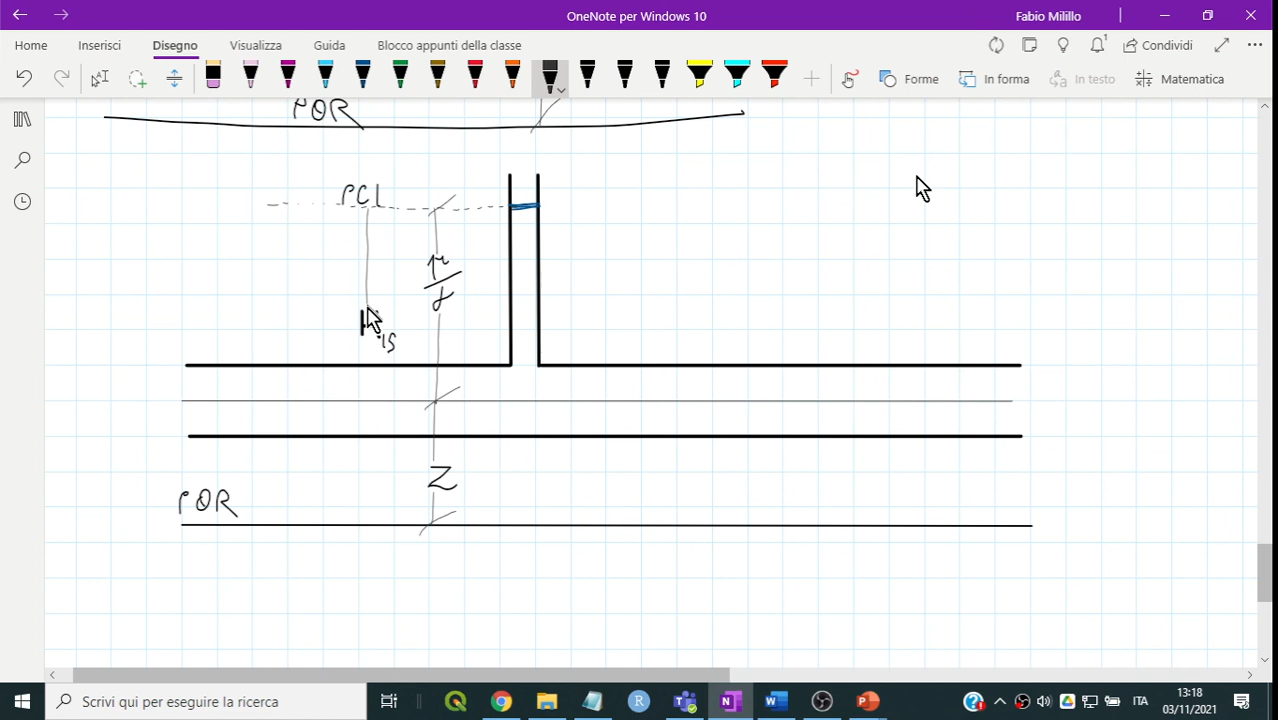 OneNote per Windows 10
Fabio Milillo
Home Inserisci Disegno Visualizza Guida Blocco appunti della classe
Condividi
Forme In forma In testo Matematica
POR
PCI
γ
Z
POR
Scrivi qui per eseguire la ricerca
ITA
13:18
03/11/2021